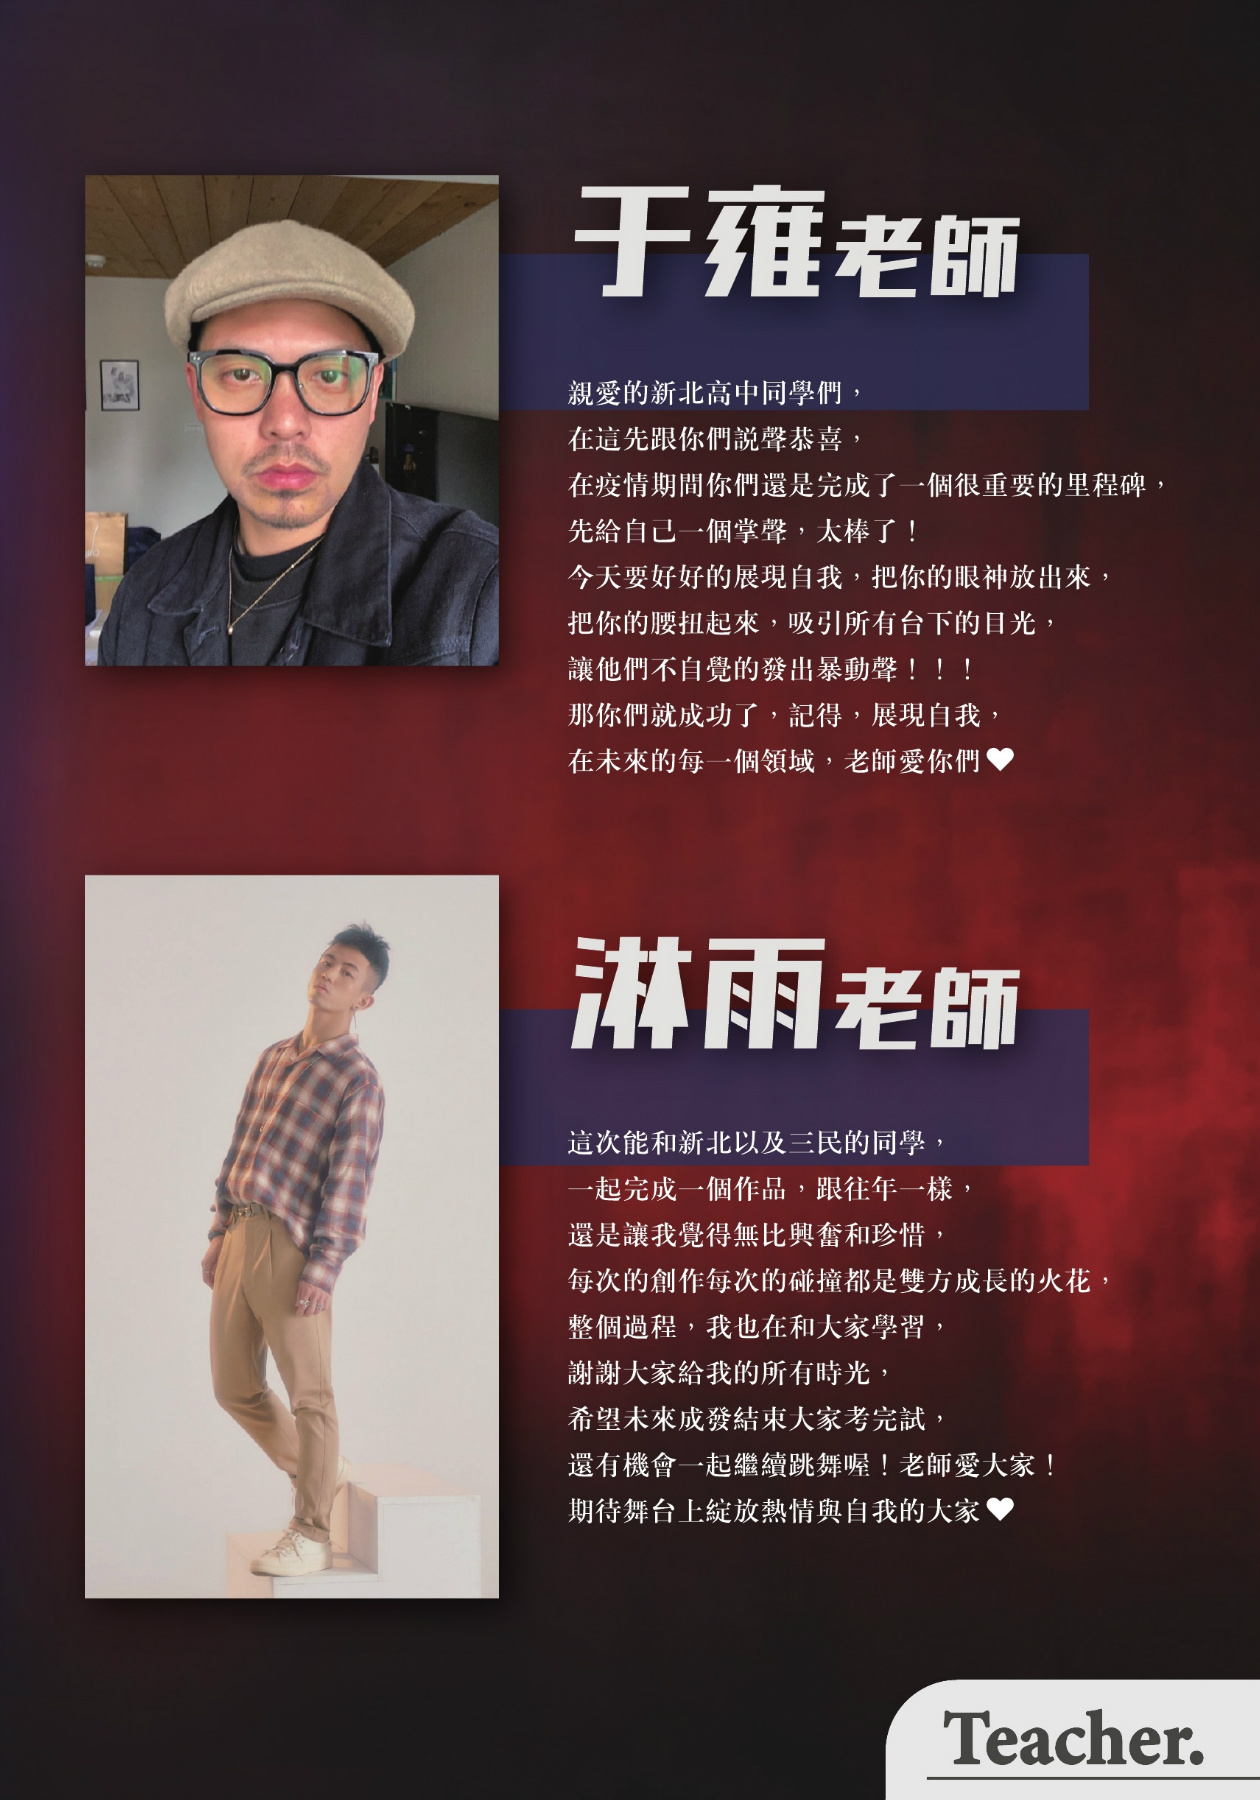 于雍老師
親愛的新北高中同學們，
在這先跟你們説聲恭喜，
在疫情期間你們還是完成了一個很重要的里程碑，
先給自己一個掌聲，太棒了！
今天要好好的展現自我，把你的眼神放出來，
把你的腰扭起來，吸引所有台下的目光，
讓他們不自覺的發出暴動聲！！！
那你們就成功了，記得，展現自我，
在未來的每一個領域，老師愛你們♥
淋雨老師
這次能和新北以及三民的同學，
一起完成一個作品，跟往年一樣，
還是讓我覺得無比興奮和珍惜，
每次的創作每次的碰撞都是雙方成長的火花，
整個過程，我也在和大家學習，
謝謝大家給我的所有時光，
希望未來成發結束大家考完試，
還有機會一起繼續跳舞喔！老師愛大家！
期待舞台上綻放熱情與自我的大家♥
Teacher.